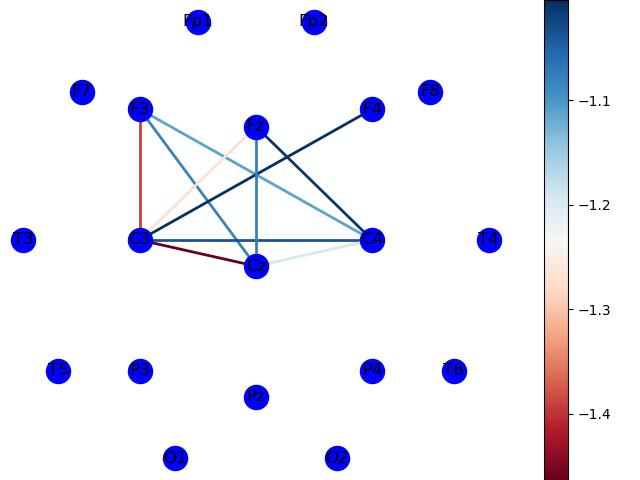 Fp1 Fp2
F7 F8
F3 F4
Fz
T3 C3 C4 T4
Cz
T5 P3 P4 T6
Pz
O1 O2
−1.1
−1.2
−1.3
−1.4